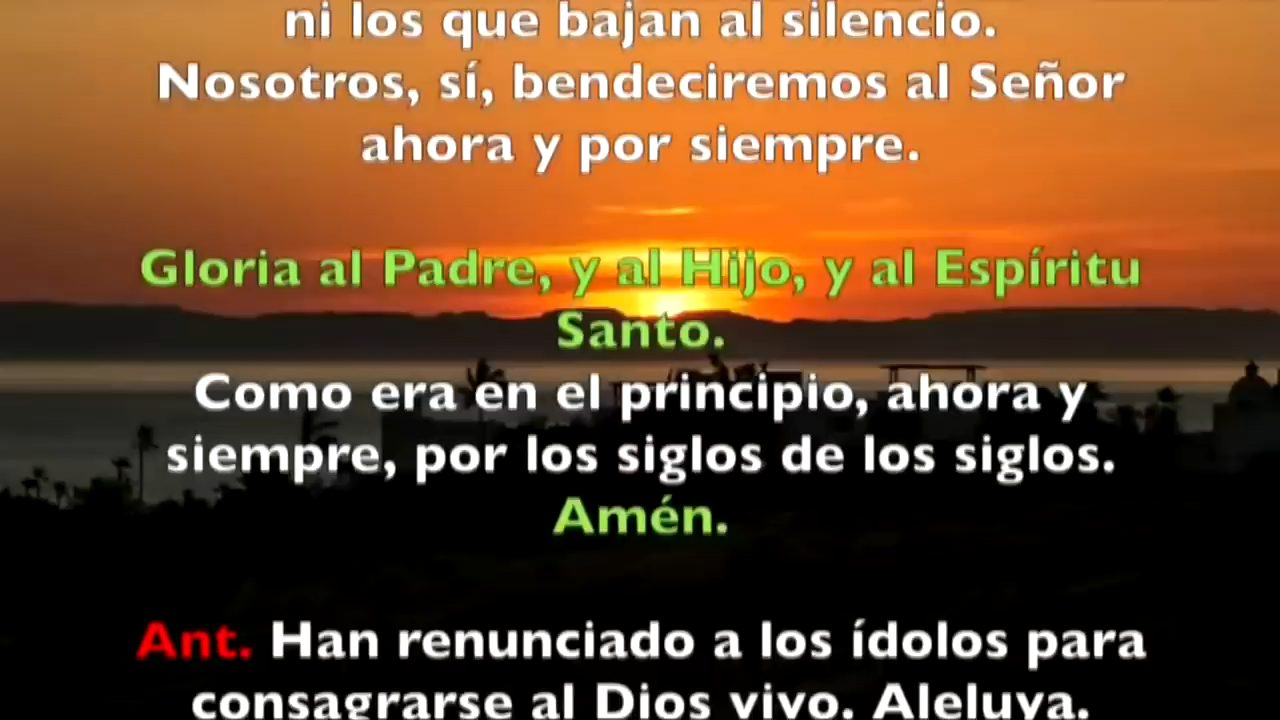 ni los que bajan al silencio.
Nosotros, sí, bendeciremos al Señor
ahora y por siempre.
Gloria al Padre, y al Hijo, y al Espíritu
Santo.
Como era en el principio, ahora y
siempre, por los siglos de los siglos.
Amén.
Ant. Han renunciado a los ídolos para
consagrarse al Dios vivo. Aleluya.